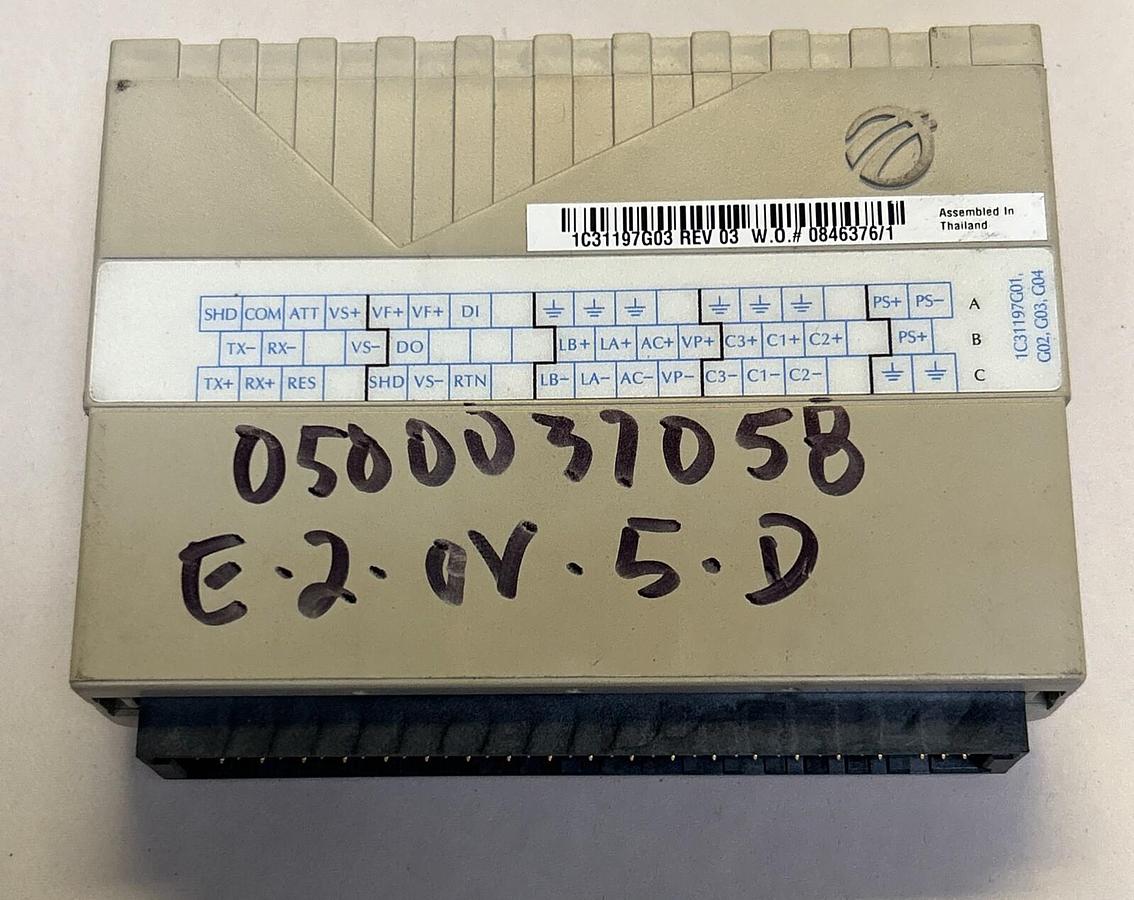 1C31197G03 REV 03 W.O.# 0846376/1
Assembled In
Thailand
SHD COM ATT VS+ VF+ VF+ DI PS+ PS- A
TX- RX- VS- DO LB+ LA+ AC+ VP+ C3+ C1+ C2+ PS+ B
TX+ RX+ RES SHD VS- RTN LB- LA- AC- VP- C3- C1- C2- C
1C31197G01,
G02, G03, G04
0500037058
E.2.0V.5.D